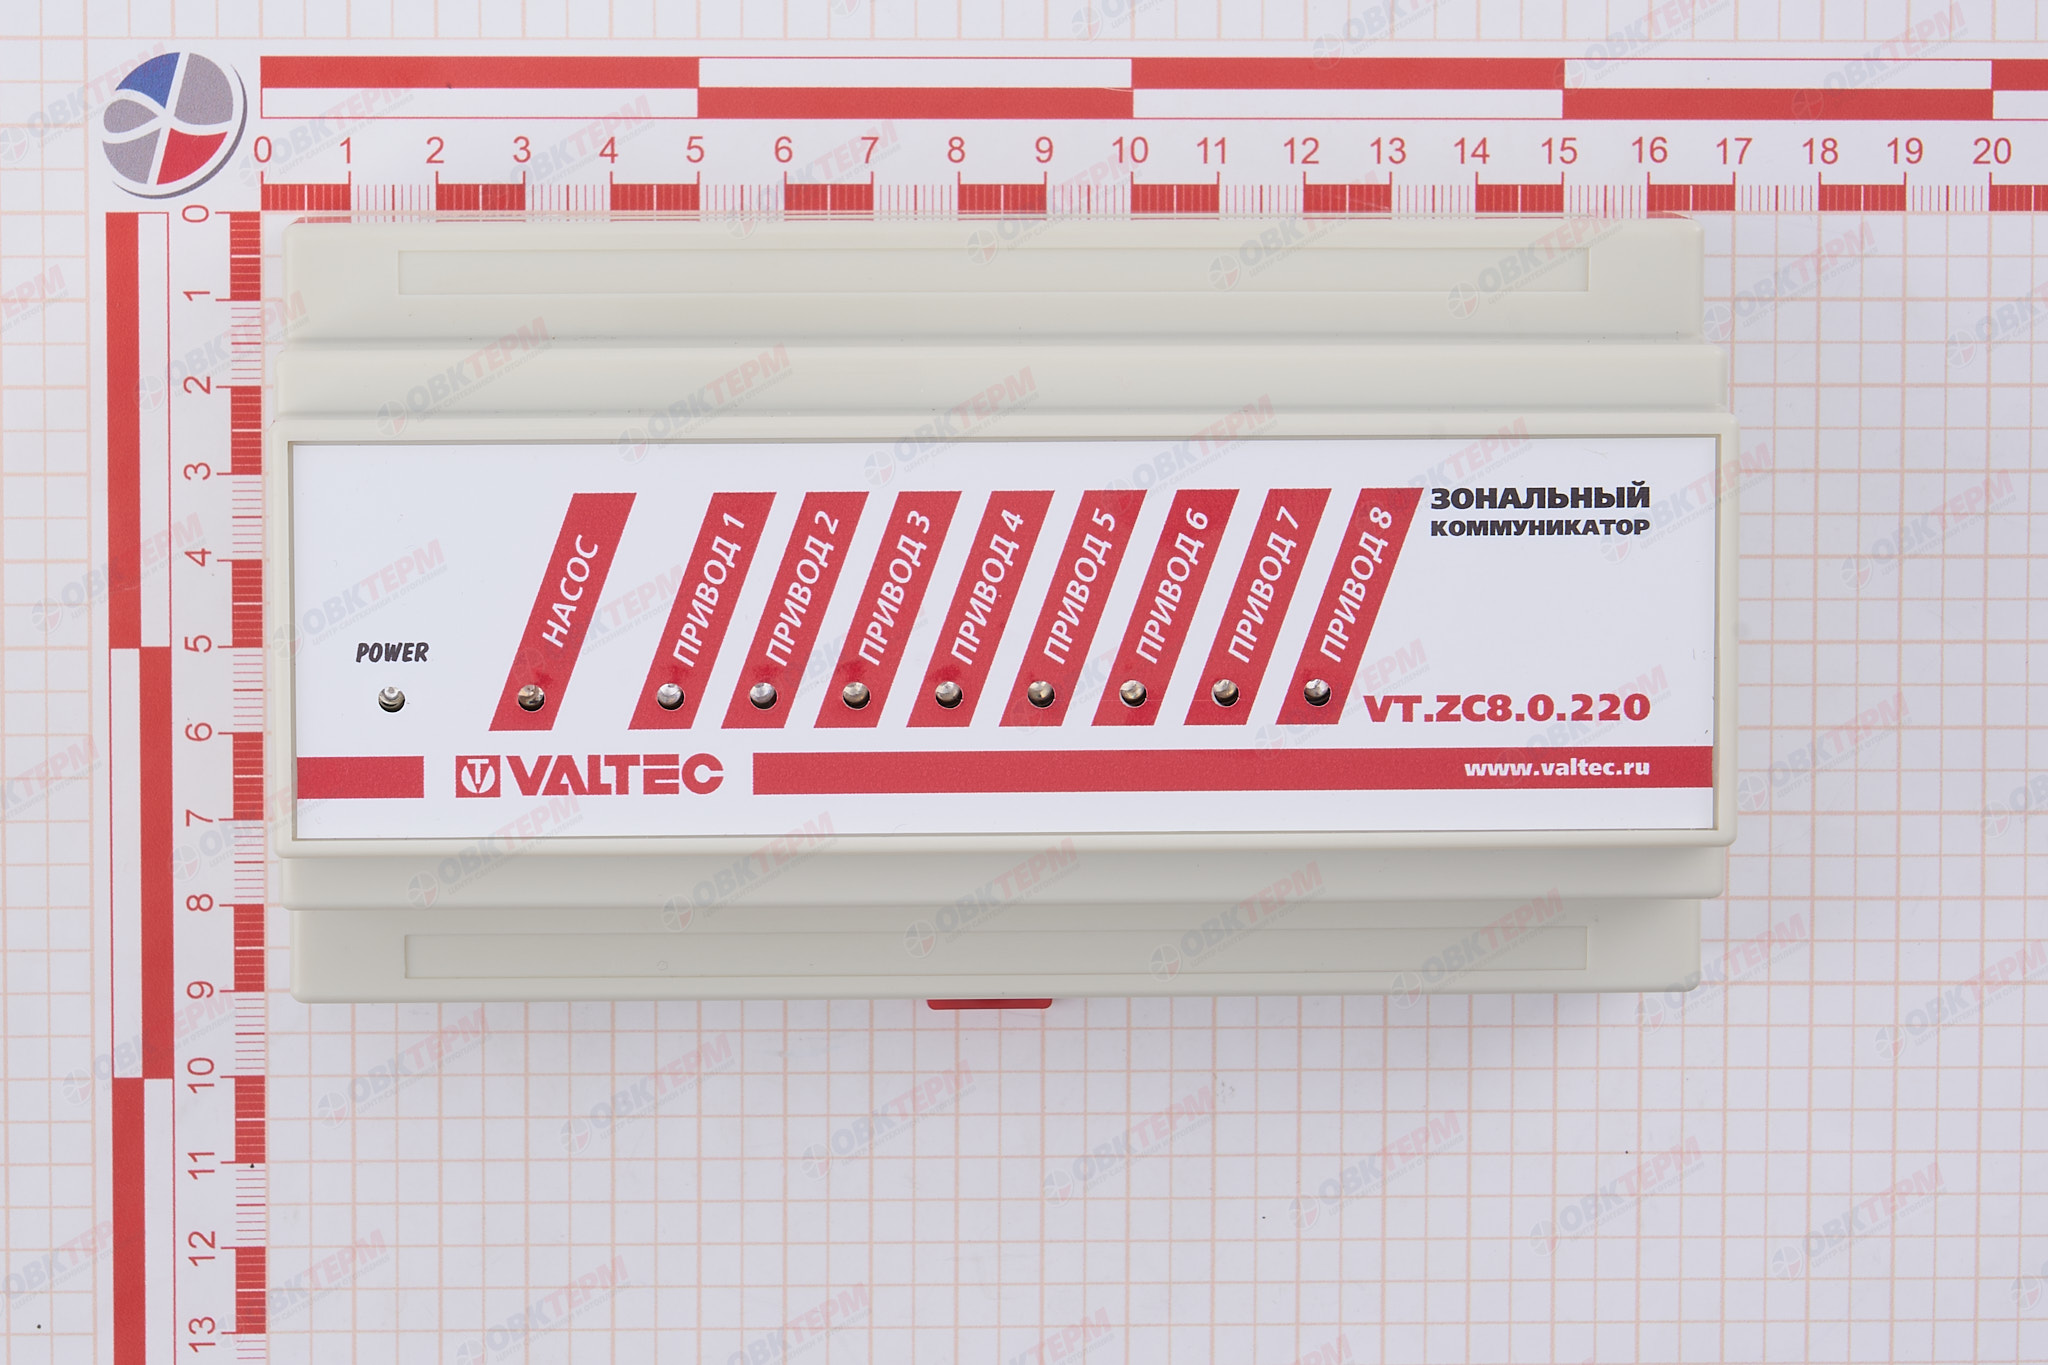 0 1 2 3 4 5 6 7 8 9 10 11 12 13 14 15 16 17 18 19 20
0
1
2
3
4
5
6
7
8
9
10
11
12
13
ЗОНАЛЬНЫЙ
КОММУНИКАТОР
POWER
НАСОС
ПРИВОД 1
ПРИВОД 2
ПРИВОД 3
ПРИВОД 4
ПРИВОД 5
ПРИВОД 6
ПРИВОД 7
ПРИВОД 8
VT.ZC8.0.220
VALTEC
www.valtec.ru
ОВКТЕРМ